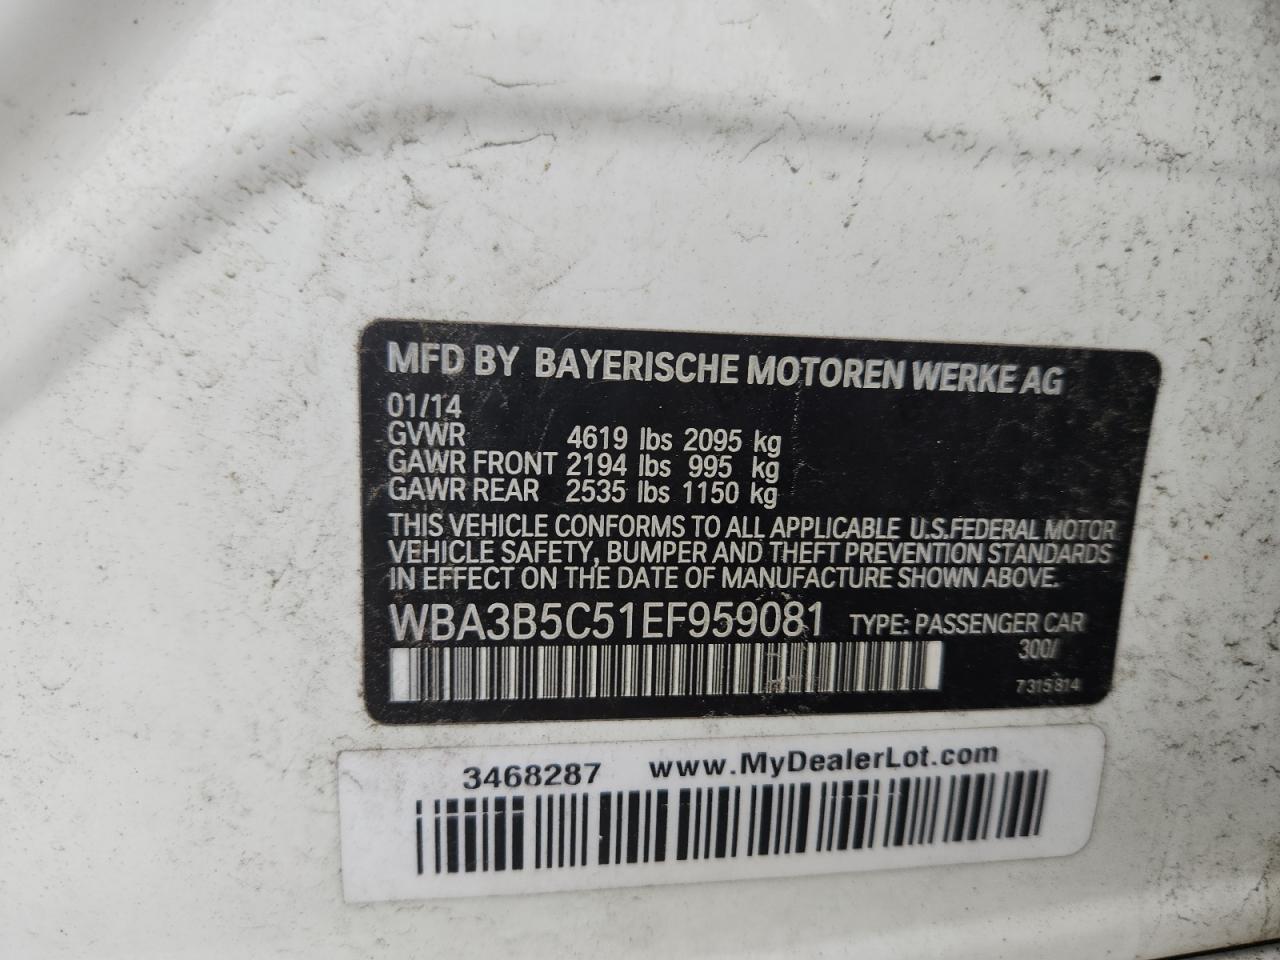 MFD BY BAYERISCHE MOTOREN WERKE AG
01/14
GVWR 4619 lbs 2095 kg
GAWR FRONT 2194 lbs 995 kg
GAWR REAR 2535 lbs 1150 kg
THIS VEHICLE CONFORMS TO ALL APPLICABLE U.S.FEDERAL MOTOR
VEHICLE SAFETY, BUMPER AND THEFT PREVENTION STANDARDS
IN EFFECT ON THE DATE OF MANUFACTURE SHOWN ABOVE.
WBA3B5C51EF959081 TYPE: PASSENGER CAR
300/
7315814
3468287 www.MyDealerLot.com